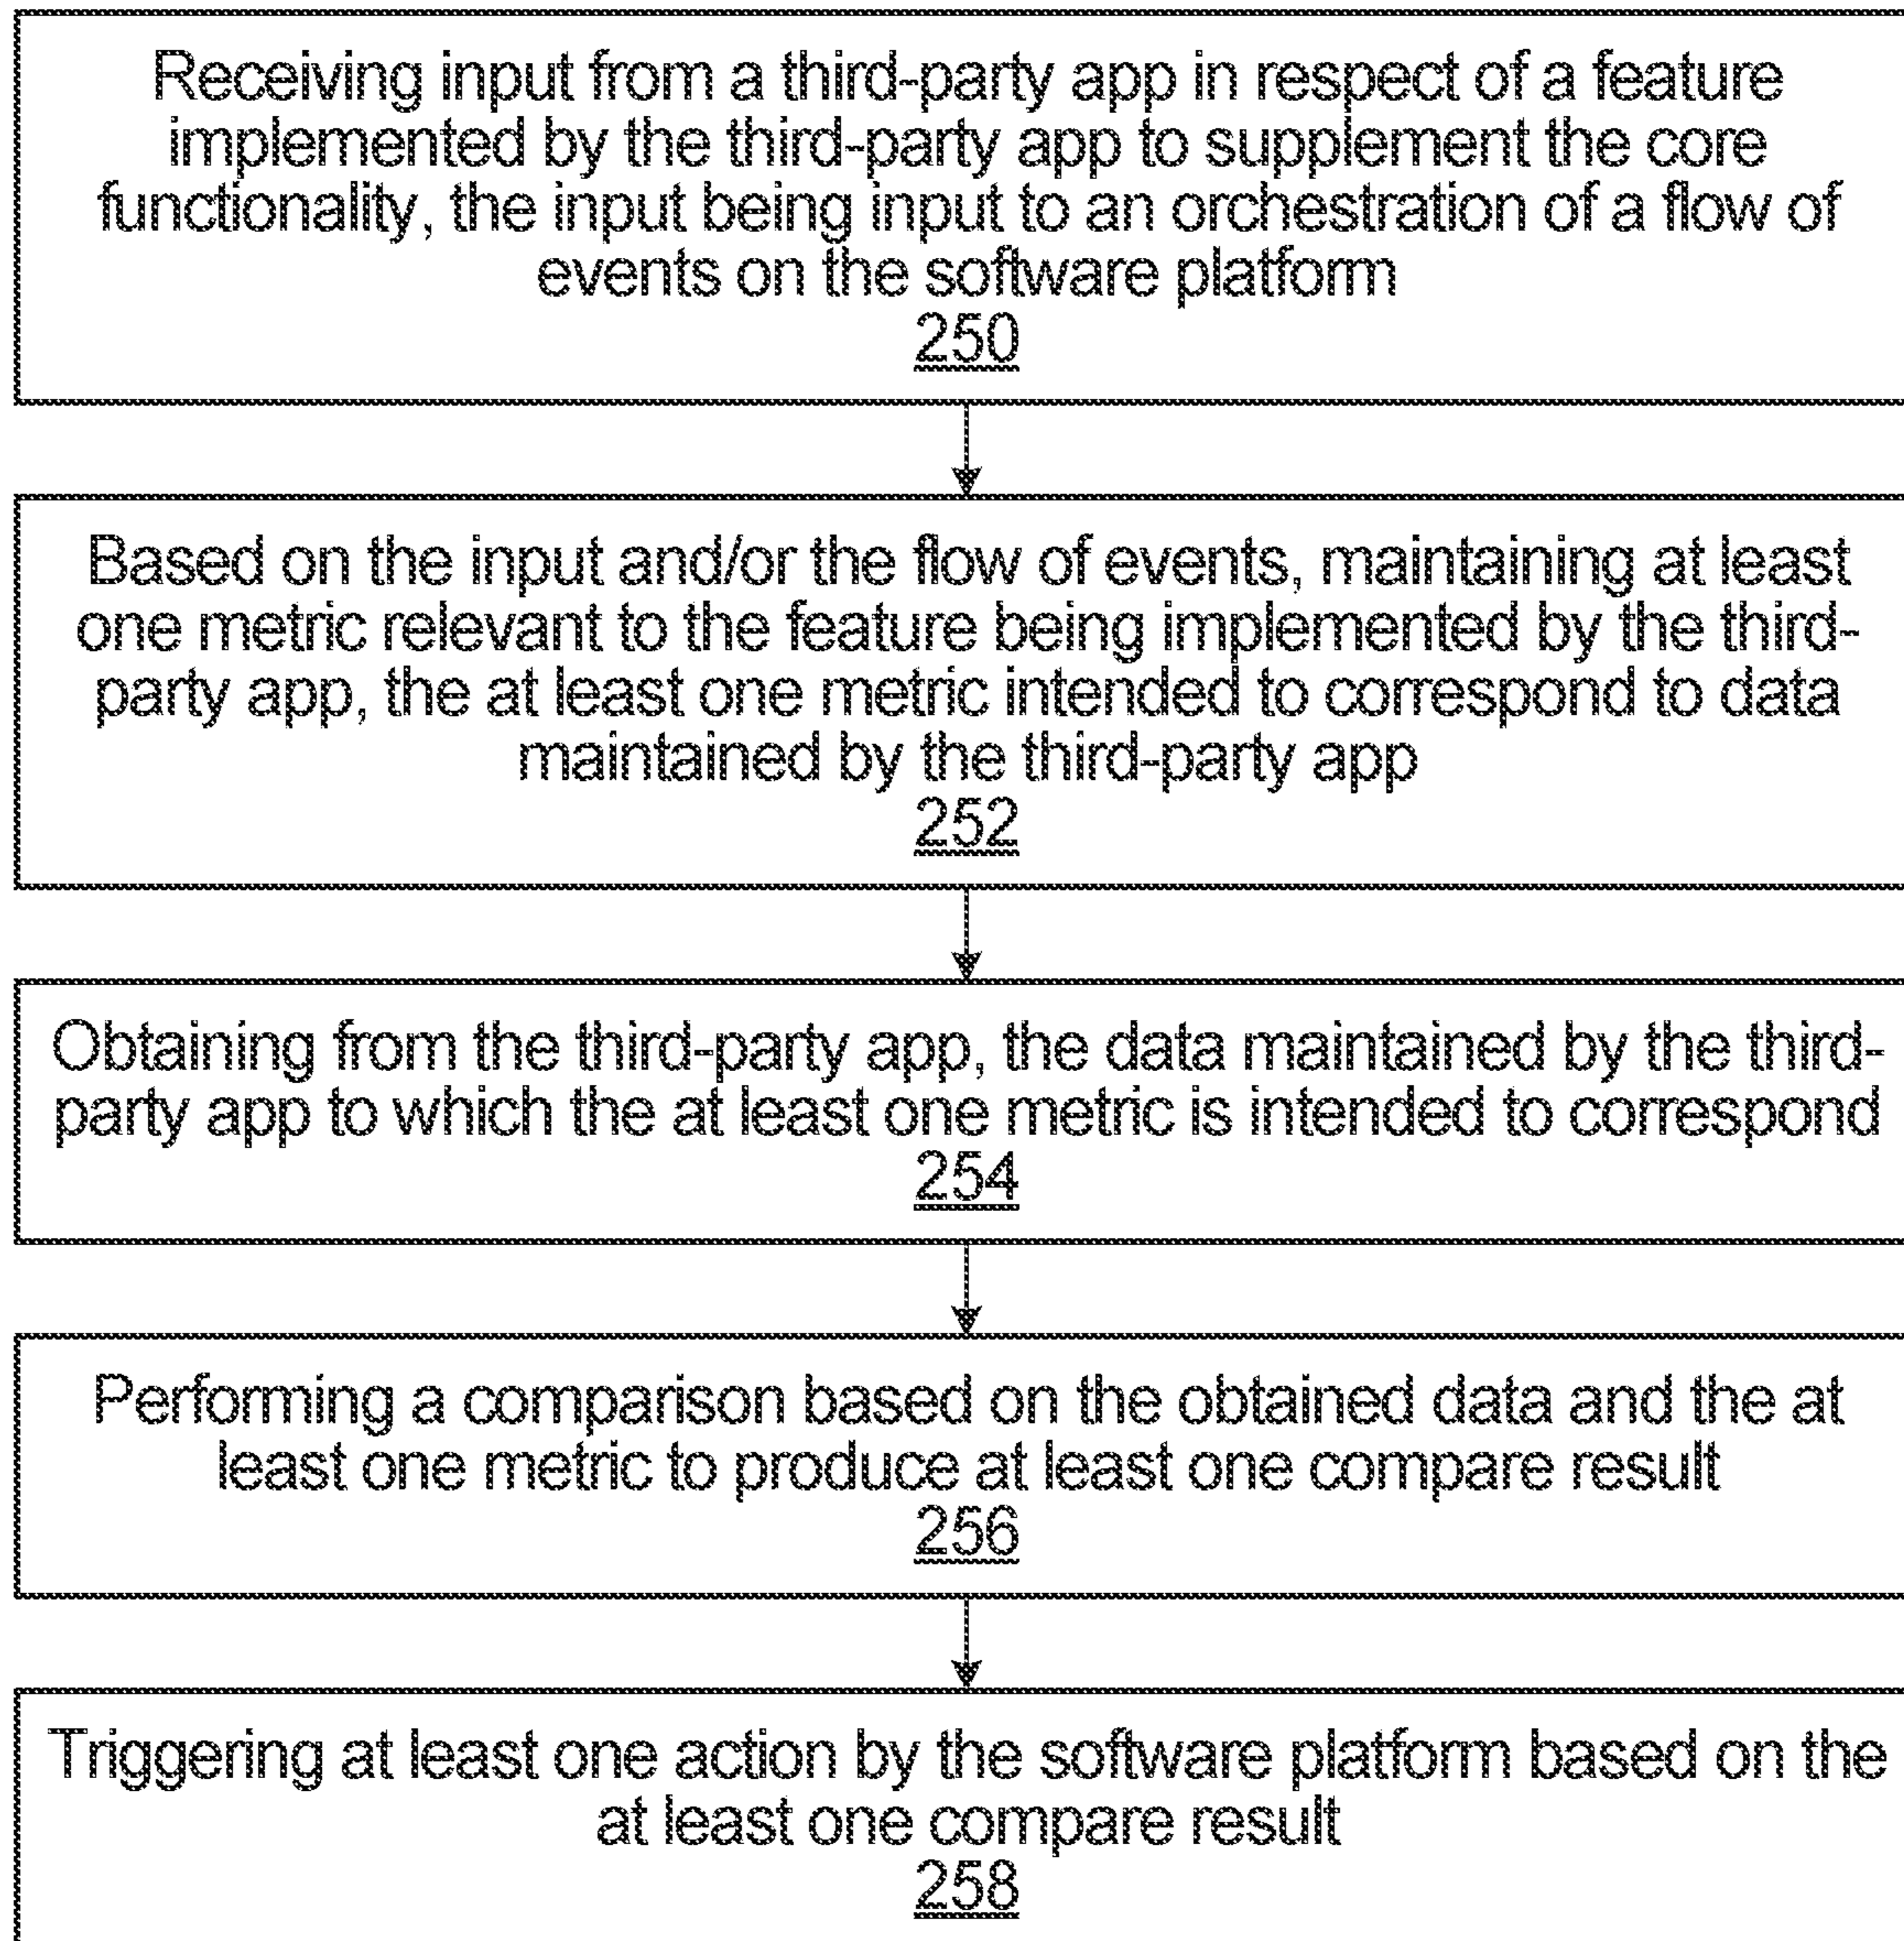 Receiving input from a third-party app in respect of a feature
implemented by the third-party app to supplement the core
functionality, the input being input to an orchestration of a flow of
events on the software platform
250
Based on the input and/or the flow of events, maintaining at least
one metric relevant to the feature being implemented by the third-
party app, the at least one metric intended to correspond to data
maintained by the third-party app
252
Obtaining from the third-party app, the data maintained by the third-
party app to which the at least one metric is intended to correspond
254
Performing a comparison based on the obtained data and the at
least one metric to produce at least one compare result
256
Triggering at least one action by the software platform based on the
at least one compare result
258